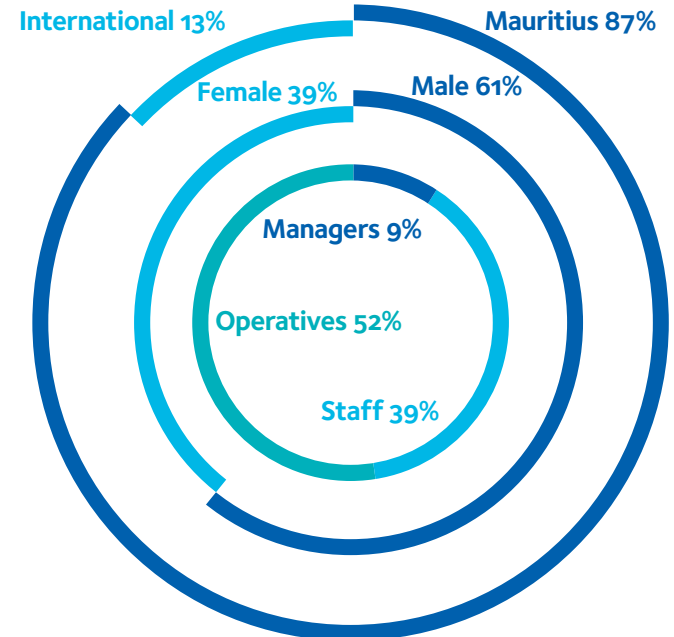 International 13%
Mauritius 87%
Female 39%
Male 61%
Managers 9%
Operatives 52%
Staff 39%